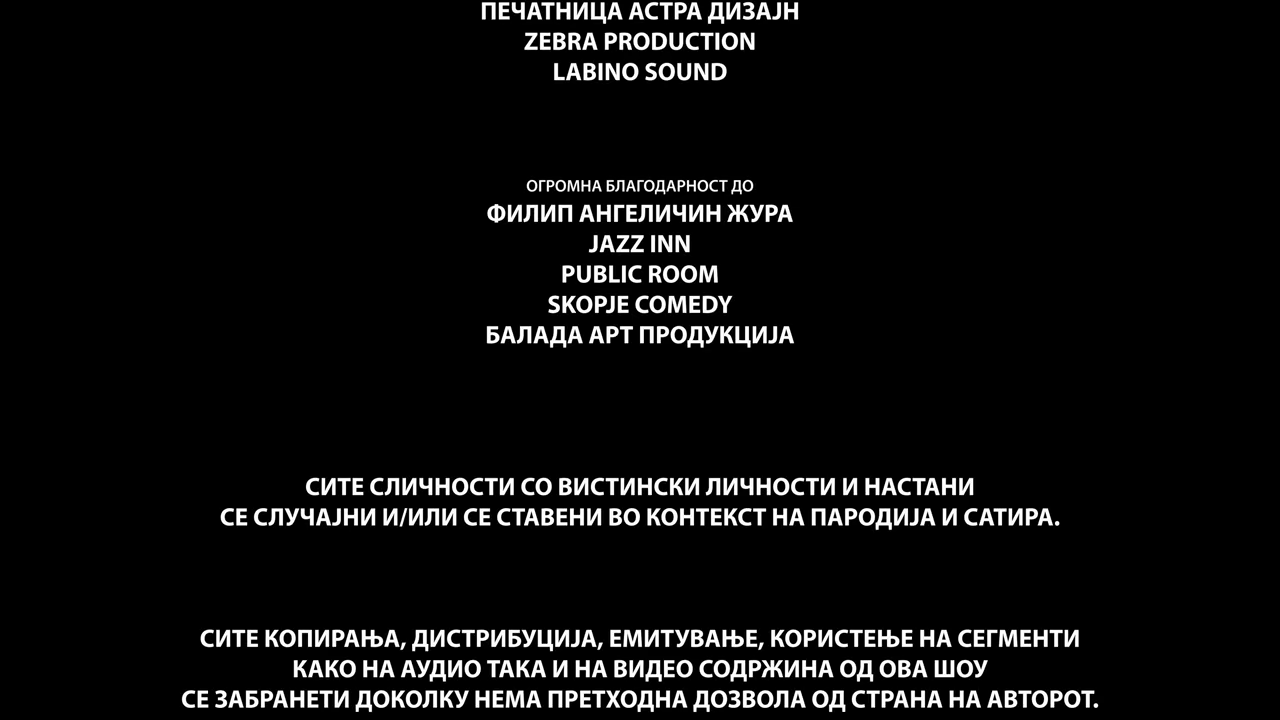 ПЕЧАТНИЦА АСТРА ДИЗАЈН
ZEBRA PRODUCTION
LABINO SOUND
ОГРОМНА БЛАГОДАРНОСТ ДО
ФИЛИП АНГЕЛИЧИН ЖУРА
JAZZ INN
PUBLIC ROOM
SKOPJE COMEDY
БАЛАДА АРТ ПРОДУКЦИЈА
СИТЕ СЛИЧНОСТИ СО ВИСТИНСКИ ЛИЧНОСТИ И НАСТАНИ
СЕ СЛУЧАЈНИ И/ИЛИ СЕ СТАВЕНИ ВО КОНТЕКСТ НА ПАРОДИЈА И САТИРА.
СИТЕ КОПИРАЊА, ДИСТРИБУЦИЈА, ЕМИТУВАЊЕ, КОРИСТЕЊЕ НА СЕГМЕНТИ
КАКО НА АУДИО ТАКА И НА ВИДЕО СОДРЖИНА ОД ОВА ШОУ
СЕ ЗАБРАНЕТИ ДОКОЛКУ НЕМА ПРЕТХОДНА ДОЗВОЛА ОД СТРАНА НА АВТОРОТ.